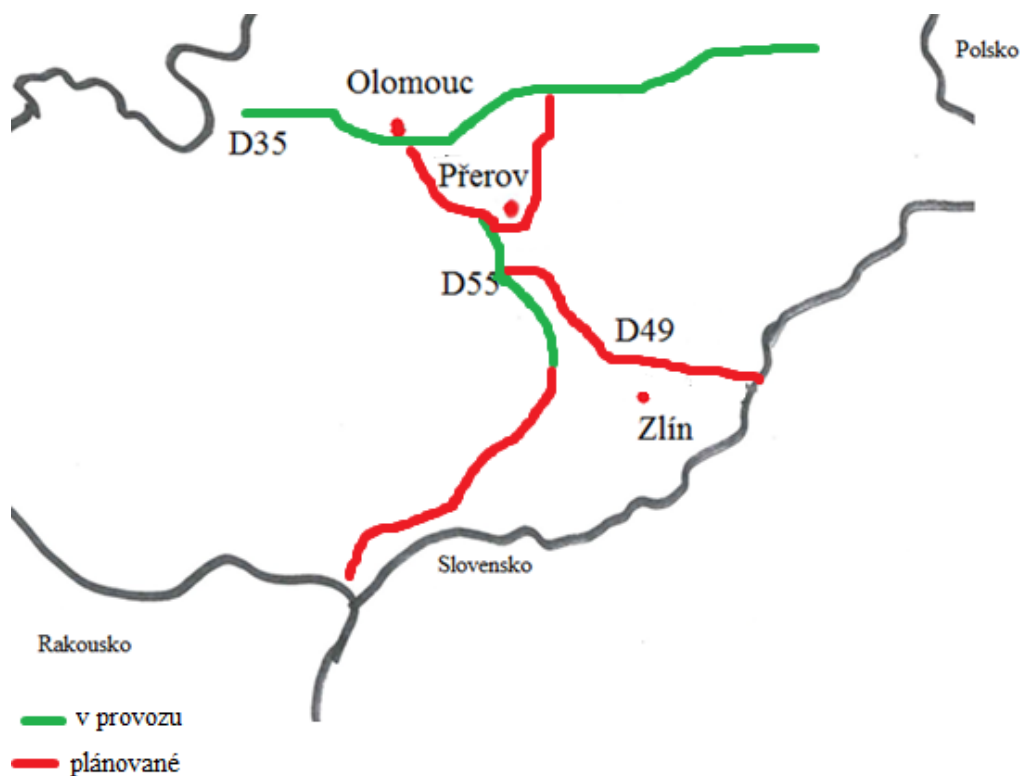 Polsko
Olomouc
D35
Přerov
D55
D49
Zlín
Slovensko
Rakousko
v provozu
plánované